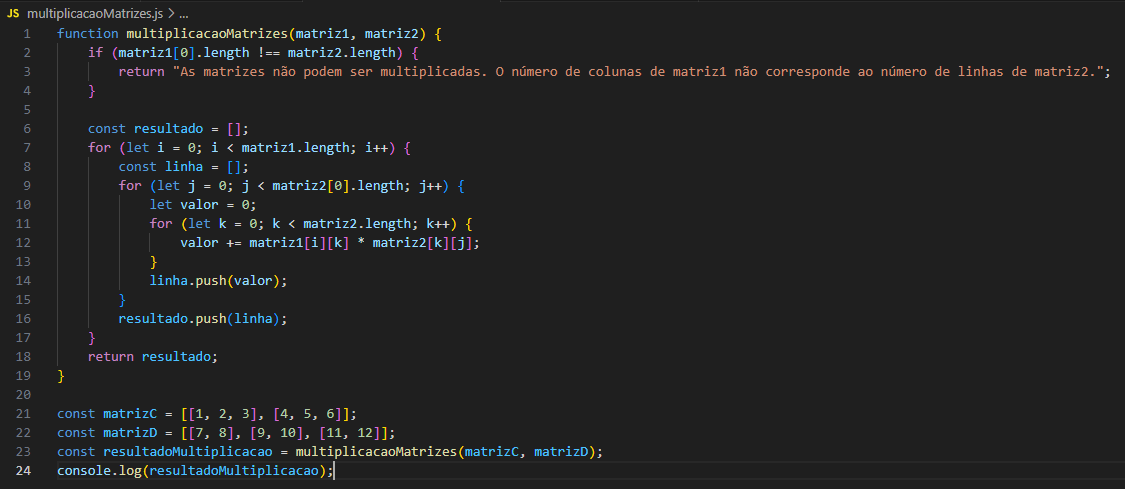 JS multiplicacaoMatrizes.js > ...
1 function multiplicacaoMatrizes(matriz1, matriz2) {
2     if (matriz1[0].length !== matriz2.length) {
3         return "As matrizes não podem ser multiplicadas. O número de colunas de matriz1 não corresponde ao número de linhas de matriz2.";
4     }
5
6     const resultado = [];
7     for (let i = 0; i < matriz1.length; i++) {
8         const linha = [];
9         for (let j = 0; j < matriz2[0].length; j++) {
10             let valor = 0;
11             for (let k = 0; k < matriz2.length; k++) {
12                 valor += matriz1[i][k] * matriz2[k][j];
13             }
14             linha.push(valor);
15         }
16         resultado.push(linha);
17     }
18     return resultado;
19 }
20
21 const matrizC = [[1, 2, 3], [4, 5, 6]];
22 const matrizD = [[7, 8], [9, 10], [11, 12]];
23 const resultadoMultiplicacao = multiplicacaoMatrizes(matrizC, matrizD);
24 console.log(resultadoMultiplicacao);